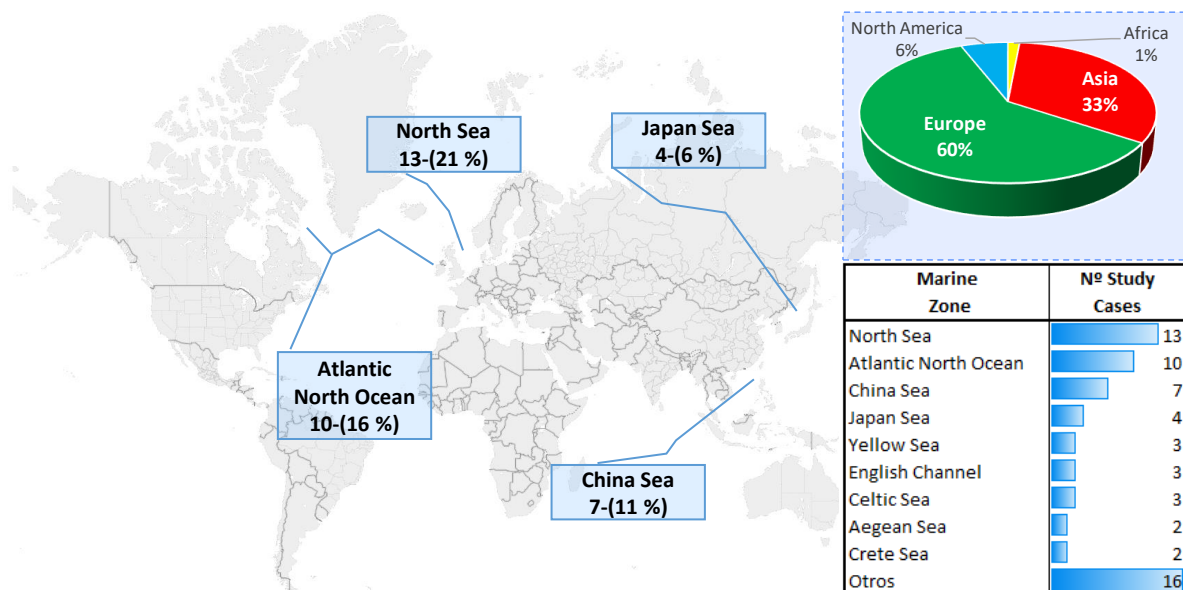 North Sea
13-(21 %)
Japan Sea
4-(6 %)
Atlantic
North Ocean
10-(16 %)
China Sea
7-(11 %)
North America
6%
Africa
1%
Asia
33%
Europe
60%
Marine Zone
Nº Study Cases
North Sea 13
Atlantic North Ocean 10
China Sea 7
Japan Sea 4
Yellow Sea 3
English Channel 3
Celtic Sea 3
Aegean Sea 2
Crete Sea 2
Otros 16